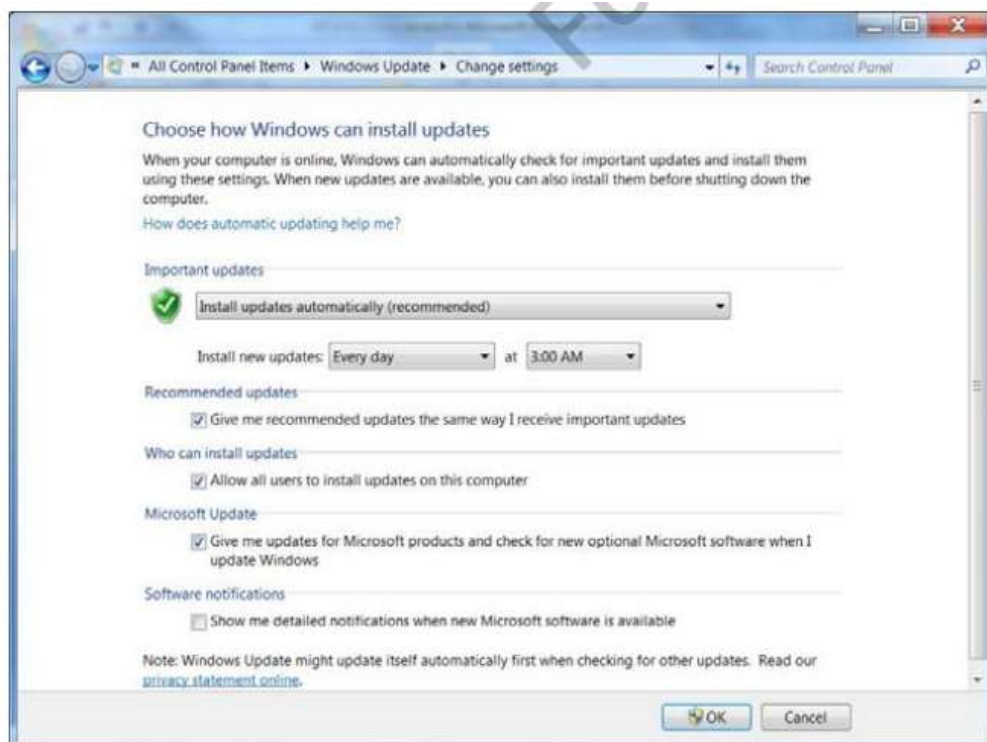 All Control Panel Items ▸ Windows Update ▸ Change settings
Search Control Panel
Choose how Windows can install updates
When your computer is online, Windows can automatically check for important updates and install them
using these settings. When new updates are available, you can also install them before shutting down the
computer.
How does automatic updating help me?
Important updates
Install updates automatically (recommended)
Install new updates: Every day at 3:00 AM
Recommended updates
Give me recommended updates the same way I receive important updates
Who can install updates
Allow all users to install updates on this computer
Microsoft Update
Give me updates for Microsoft products and check for new optional Microsoft software when I
update Windows
Software notifications
Show me detailed notifications when new Microsoft software is available
Note: Windows Update might update itself automatically first when checking for other updates. Read our
privacy statement online.
OK Cancel